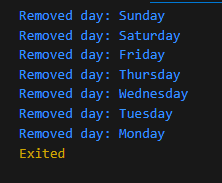 Removed day: Sunday
Removed day: Saturday
Removed day: Friday
Removed day: Thursday
Removed day: Wednesday
Removed day: Tuesday
Removed day: Monday
Exited